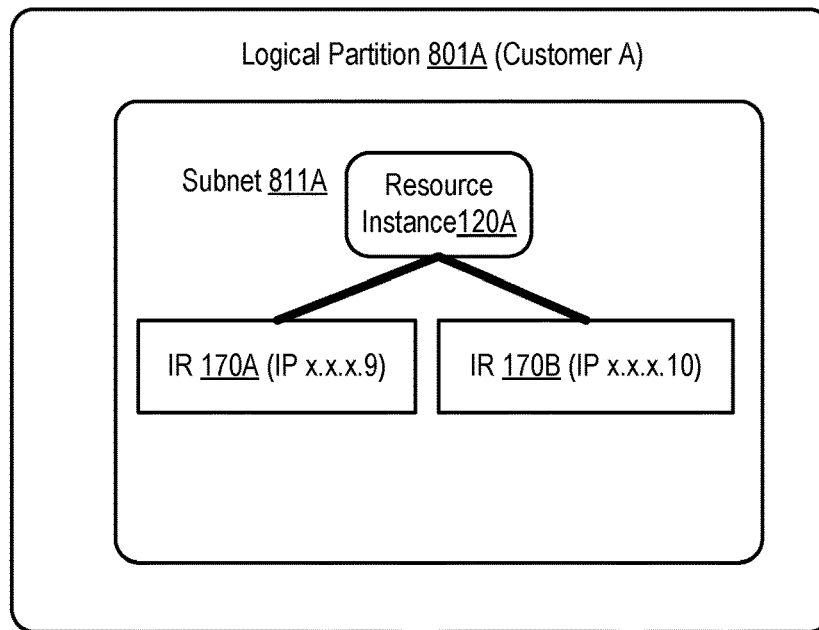 Logical Partition 801A (Customer A)
Subnet 811A
Resource
Instance120A
IR 170A (IP x.x.x.9)
IR 170B (IP x.x.x.10)